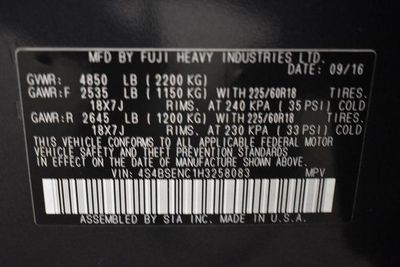 MFD BY FUJI HEAVY INDUSTRIES LTD.
DATE: 09/16
GVWR: 4850 LB (2200 KG)
GAWR:F 2535 LB (1150 KG) WITH 225/60R18 TIRES.
18X7J RIMS. AT 240 KPA (35 PSI) COLD
GAWR:R 2645 LB (1200 KG) WITH 225/60R18 TIRES.
18X7J RIMS. AT 230 KPA (33 PSI) COLD
THIS VEHICLE CONFORMS TO ALL APPLICABLE FEDERAL MOTOR
VEHICLE SAFETY AND THEFT PREVENTION STANDARDS IN EFFECT ON THE
DATE OF MANUFACTURE SHOWN ABOVE.
VIN: 4S4BSENC1H3258083 MPV
ASSEMBLED BY SIA INC. MADE IN U.S.A.